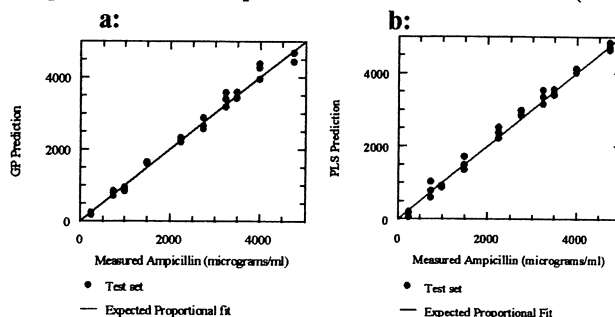 a:
GP Prediction
4000
2000
0
0
2000
4000
Measured Ampicillin (micrograms/ml)
Test set
Expected Proportional fit
b:
PLS Prediction
4000
2000
0
0
2000
4000
Measured Ampicillin (micrograms/ml)
Test set
Expected Proportional Fit